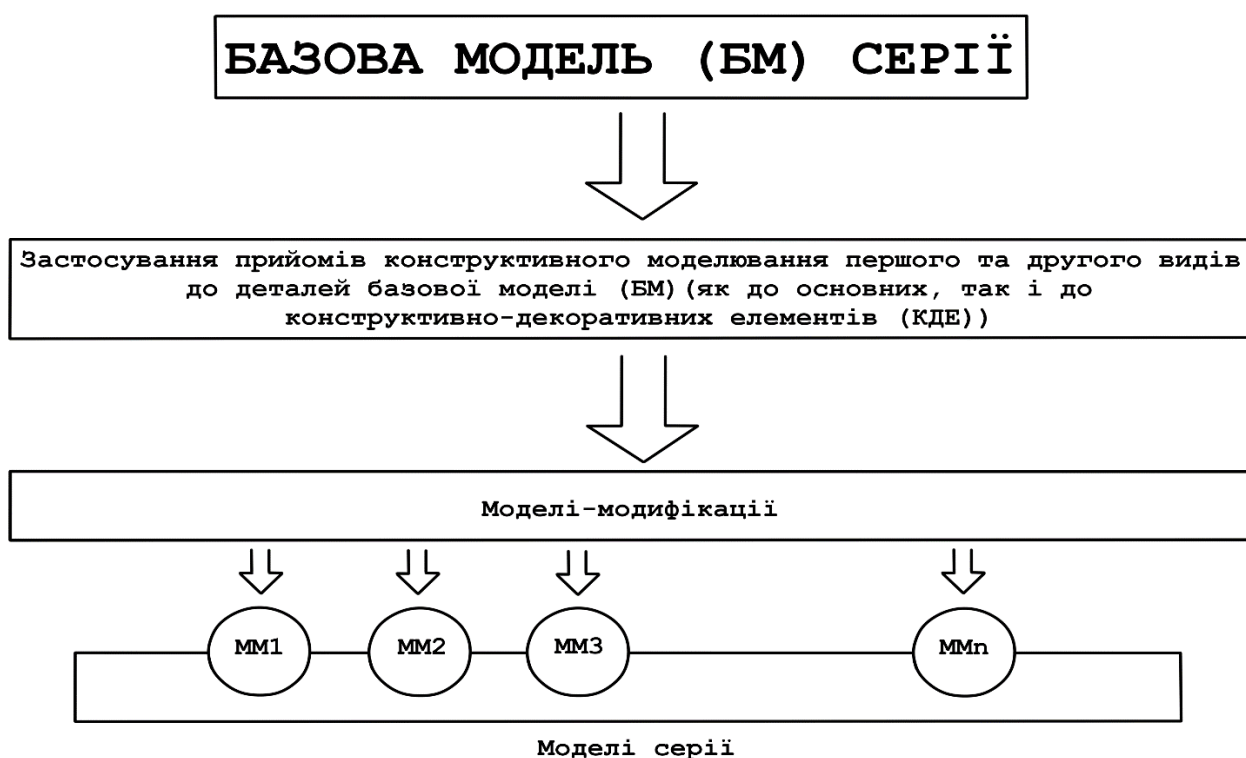 БАЗОВА МОДЕЛЬ (БМ) СЕРІЇ
Застосування прийомів конструктивного моделювання першого та другого видів
до деталей базової моделі (БМ)(як до основних, так і до
конструктивно-декоративних елементів (КДЕ))
Моделі-модифікації
ММ1 ММ2 ММ3 ММn
Моделі серії